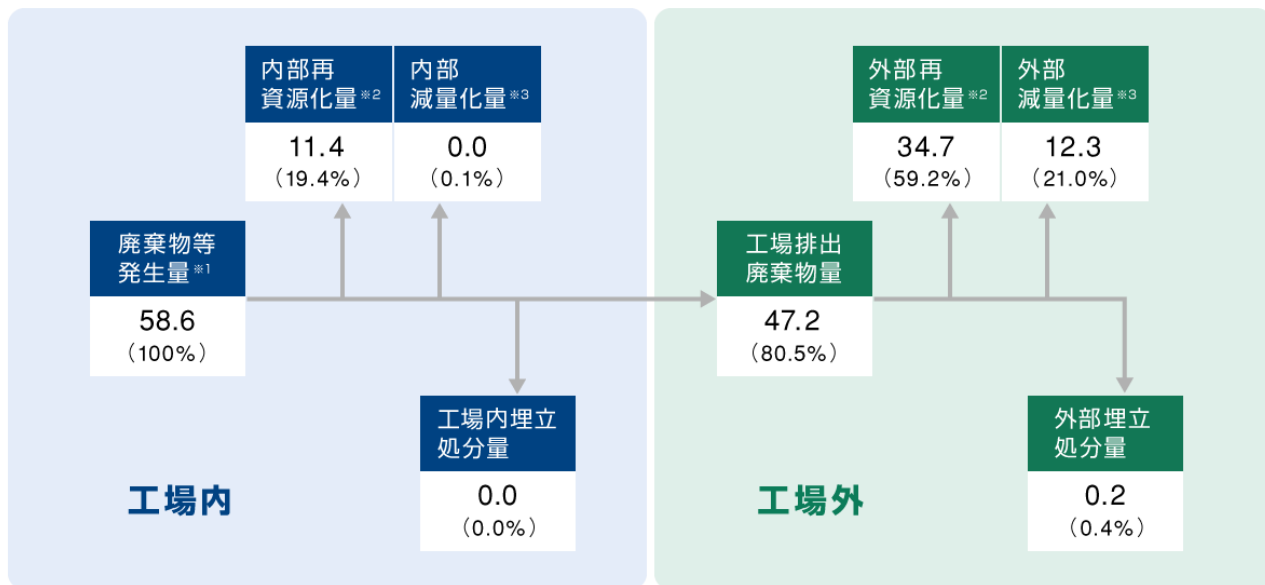 内部再
資源化量※2
11.4
（19.4%）
内部
減量化量※3
0.0
（0.1%）
廃棄物等
発生量※1
58.6
（100%）
工場内埋立
処分量
0.0
（0.0%）
工場内
外部再
資源化量※2
34.7
（59.2%）
外部
減量化量※3
12.3
（21.0%）
工場排出
廃棄物量
47.2
（80.5%）
外部埋立
処分量
0.2
（0.4%）
工場外